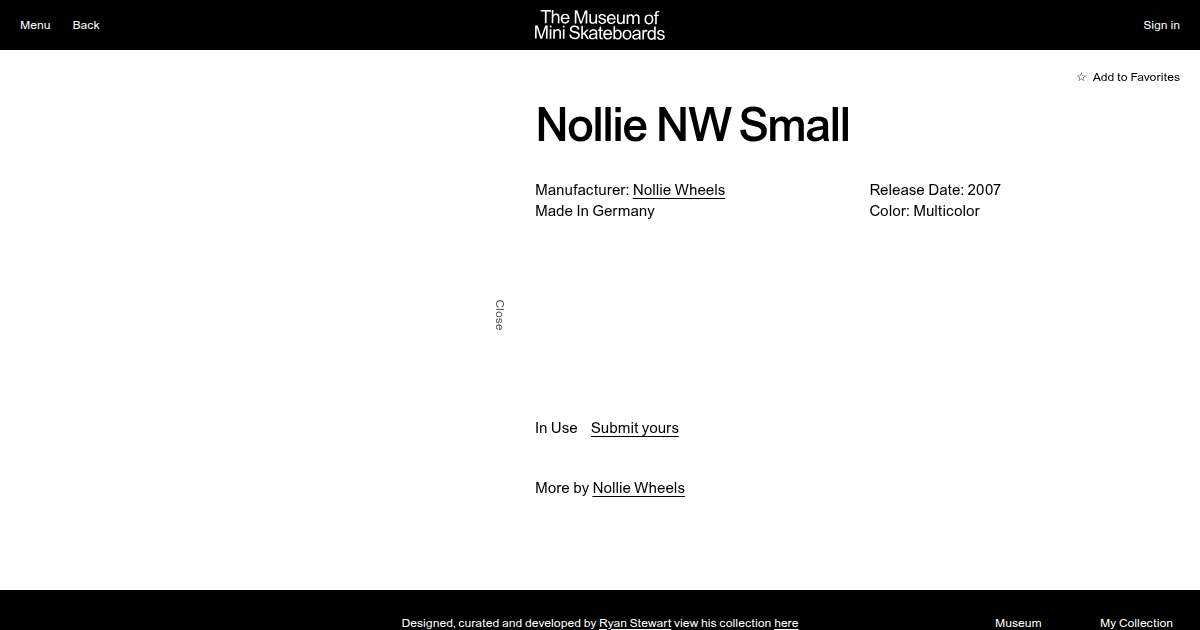 Menu
Back
The Museum of
Mini Skateboards
Sign in
☆ Add to Favorites
Nollie NW Small
Manufacturer: Nollie Wheels
Made In Germany
Release Date: 2007
Color: Multicolor
Close
In Use
Submit yours
More by Nollie Wheels
Designed, curated and developed by Ryan Stewart view his collection here
Museum
My Collection